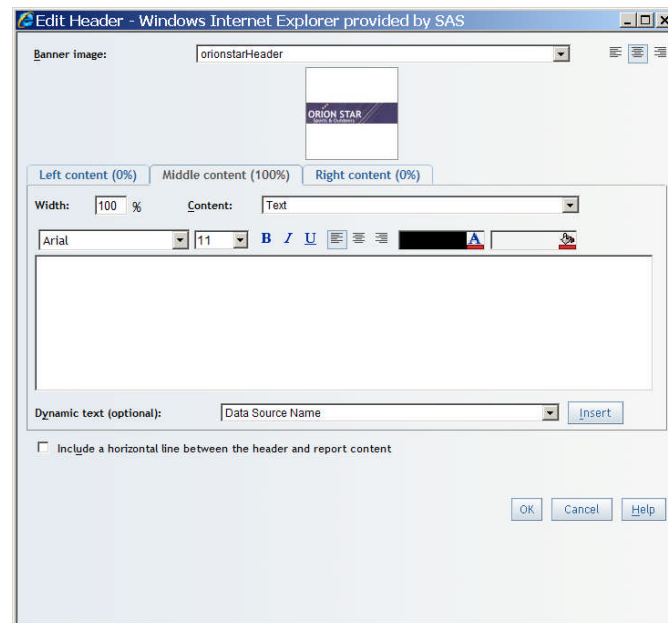 Edit Header - Windows Internet Explorer provided by SAS
Banner image: orionstarHeader
ORION STAR
Sports & Outdoors
Left content (0%) Middle content (100%) Right content (0%)
Width: 100 % Content: Text
Arial 11 B I U A
Dynamic text (optional): Data Source Name Insert
Include a horizontal line between the header and report content
OK Cancel Help